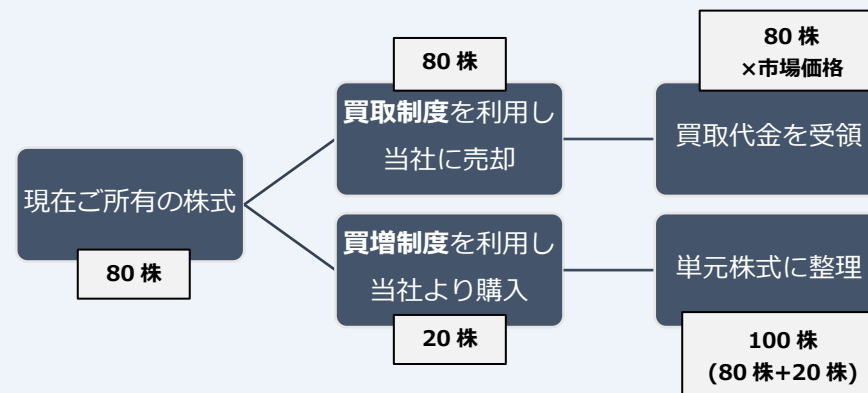 現在ご所有の株式
80 株
80 株
買取制度を利用し
当社に売却
80 株
×市場価格
買取代金を受領
買増制度を利用し
当社より購入
20 株
単元株式に整理
100 株
(80 株+20 株)